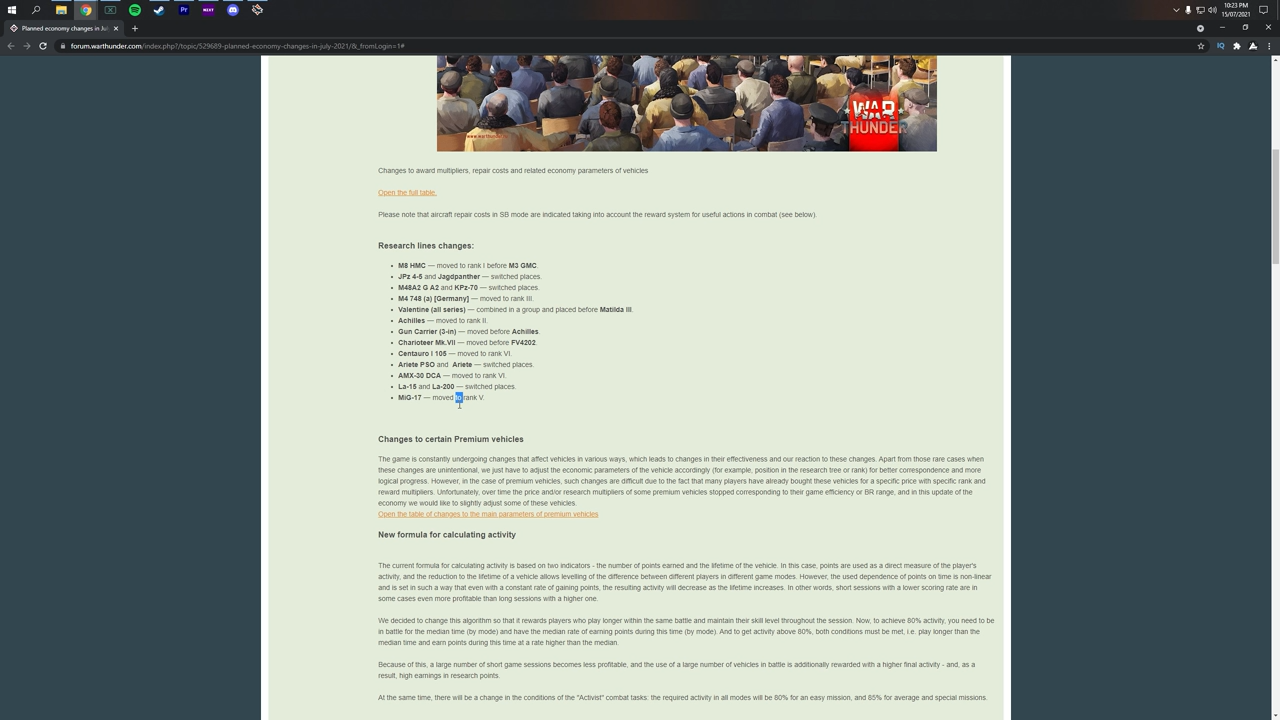 10:23 PM
15/07/2021
Planned economy changes in July
forum.warthunder.com/index.php?/topic/529689-planned-economy-changes-in-july-2021/&_fromLogin=1#
WAR
THUNDER
Changes to award multipliers, repair costs and related economy parameters of vehicles
Open the full table.
Please note that aircraft repair costs in SB mode are indicated taking into account the reward system for useful actions in combat (see below).
Research lines changes:
M8 HMC — moved to rank I before M3 GMC.
JPz 4-5 and Jagdpanther — switched places.
M48A2 G A2 and KPz-70 — switched places.
M4 748 (a) [Germany] — moved to rank III.
Valentine (all series) — combined in a group and placed before Matilda III.
Achilles — moved to rank II.
Gun Carrier (3-in) — moved before Achilles.
Charioteer Mk.VII — moved before FV4202.
Centauro I 105 — moved to rank VI.
Ariete PSO and Ariete — switched places.
AMX-30 DCA — moved to rank VI.
La-15 and La-200 — switched places.
MiG-17 — moved to rank V.
Changes to certain Premium vehicles
The game is constantly undergoing changes that affect vehicles in various ways, which leads to changes in their effectiveness and our reaction to these changes. Apart from those rare cases when
these changes are unintentional, we just have to adjust the economic parameters of the vehicle accordingly (for example, position in the research tree or rank) for better correspondence and more
logical progress. However, in the case of premium vehicles, such changes are difficult due to the fact that many players have already bought these vehicles for a specific price with specific rank and
reward multipliers. Unfortunately, over time the price and/or research multipliers of some premium vehicles stopped corresponding to their game efficiency or BR range, and in this update of the
economy we would like to slightly adjust some of these vehicles.
Open the table of changes to the main parameters of premium vehicles
New formula for calculating activity
The current formula for calculating activity is based on two indicators - the number of points earned and the lifetime of the vehicle. In this case, points are used as a direct measure of the player's
activity, and the reduction to the lifetime of a vehicle allows levelling of the difference between different players in different game modes. However, the used dependence of points on time is non-linear
and is set in such a way that even with a constant rate of gaining points, the resulting activity will decrease as the lifetime increases. In other words, short sessions with a lower scoring rate are in
some cases even more profitable than long sessions with a higher one.
We decided to change this algorithm so that it rewards players who play longer within the same battle and maintain their skill level throughout the session. Now, to achieve 80% activity, you need to be
in battle for the median time (by mode) and have the median rate of earning points during this time (by mode). And to get activity above 80%, both conditions must be met, i.e. play longer than the
median time and earn points during this time at a rate higher than the median.
Because of this, a large number of short game sessions becomes less profitable, and the use of a large number of vehicles in battle is additionally rewarded with a higher final activity - and, as a
result, high earnings in research points.
At the same time, there will be a change in the conditions of the "Activist" combat tasks: the required activity in all modes will be 80% for an easy mission, and 85% for average and special missions.